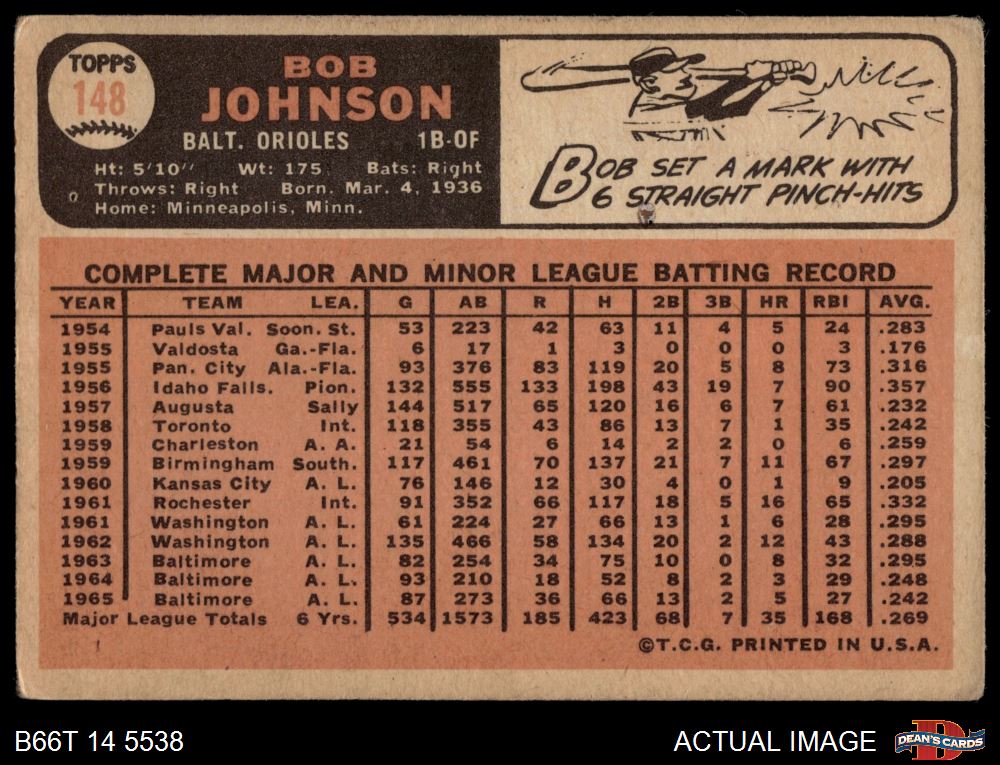 TOPPS
148
BOB
JOHNSON
BALT. ORIOLES 1B-OF
Ht: 5'10" Wt: 175 Bats: Right
Throws: Right Born. Mar. 4, 1936
Home: Minneapolis, Minn.
BOB SET A MARK WITH
6 STRAIGHT PINCH-HITS
COMPLETE MAJOR AND MINOR LEAGUE BATTING RECORD
YEAR TEAM LEA. G AB R H 2B 3B HR RBI AVG.
1954 Pauls Val. Soon. St. 53 223 42 63 11 4 5 24 .283
1955 Valdosta Ga.-Fla. 6 17 1 3 0 0 0 3 .176
1955 Pan. City Ala.-Fla. 93 376 83 119 20 5 8 73 .316
1956 Idaho Falls. Pion. 132 555 133 198 43 19 7 90 .357
1957 Augusta Sally 144 517 65 120 16 6 7 61 .232
1958 Toronto Int. 118 355 43 86 13 7 1 35 .242
1959 Charleston A. A. 21 54 6 14 2 2 0 6 .259
1959 Birmingham South. 117 461 70 137 21 7 11 67 .297
1960 Kansas City A. L. 76 146 12 30 4 0 1 9 .205
1961 Rochester Int. 91 352 66 117 18 5 16 65 .332
1961 Washington A. L. 61 224 27 66 13 1 6 28 .295
1962 Washington A. L. 135 466 58 134 20 2 12 43 .288
1963 Baltimore A. L. 82 254 34 75 10 0 8 32 .295
1964 Baltimore A. L. 93 210 18 52 8 2 3 29 .248
1965 Baltimore A. L. 87 273 36 66 13 2 5 27 .242
Major League Totals 6 Yrs. 534 1573 185 423 68 7 35 168 .269
©T.C.G. PRINTED IN U.S.A.
B66T 14 5538
ACTUAL IMAGE
DEAN'S CARDS